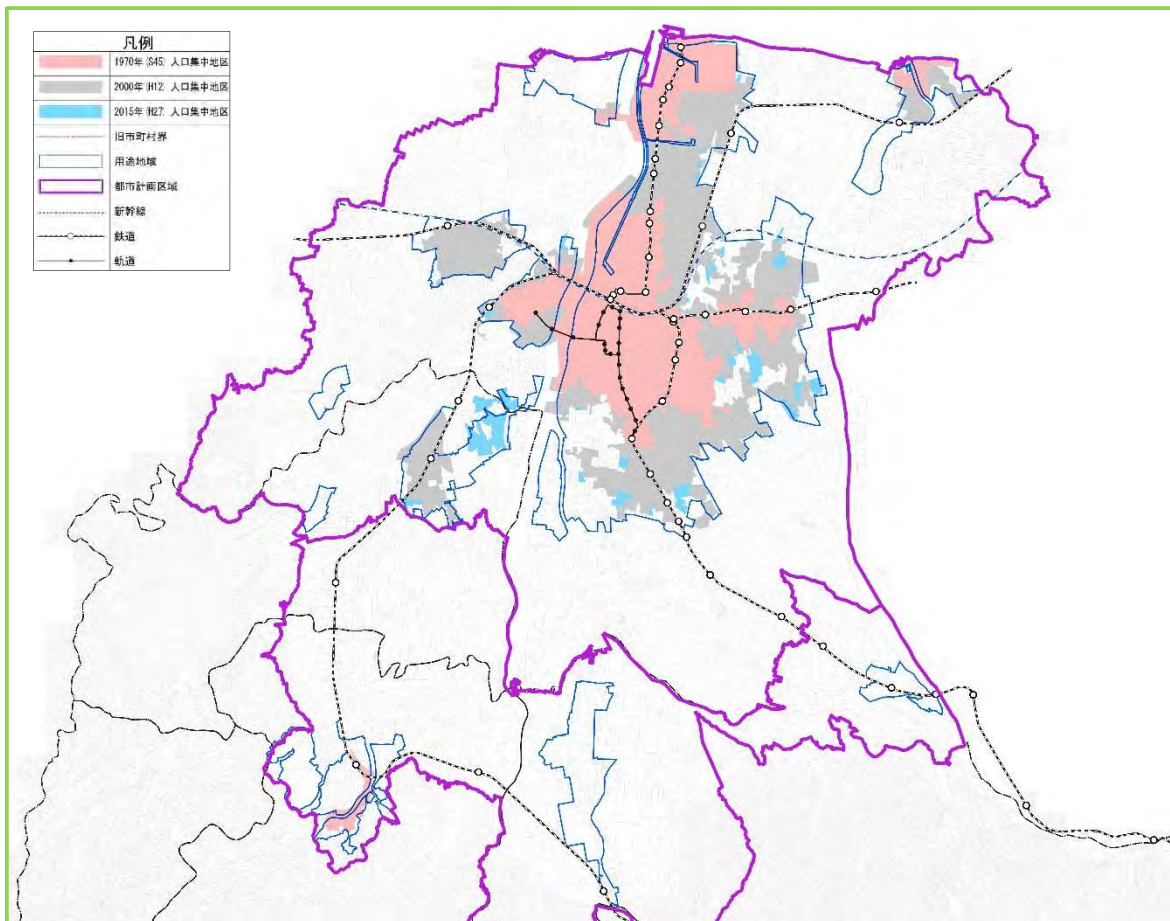 凡例
1970年(S45: 人口集中地区
2000年(H12: 人口集中地区
2015年(H27: 人口集中地区
旧市町村界
用途地域
都市計画区域
新幹線
鉄道
軌道